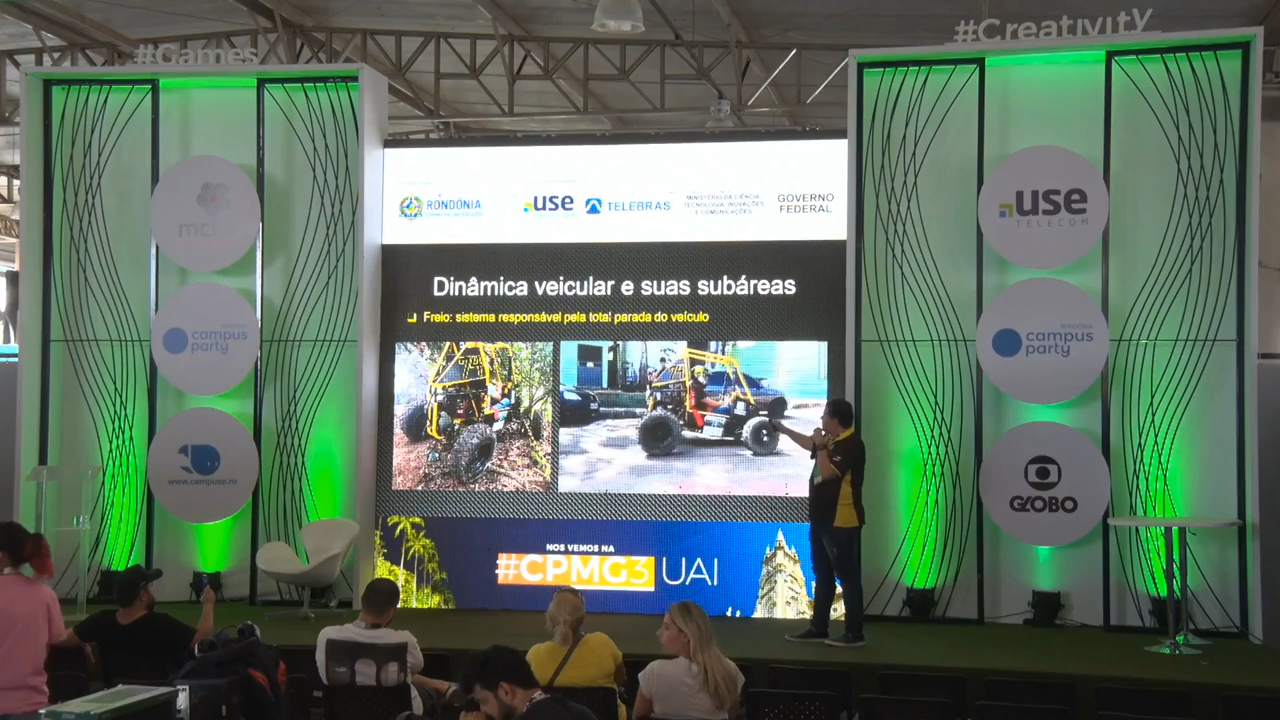 #Games
#Creativity
mci
RONDÔNIA
campus
party
www.campuse.ro
RONDÔNIA
use
TELEBRAS
MINISTÉRIO DA CIÊNCIA,
TECNOLOGIA, INOVAÇÕES
E COMUNICAÇÕES
GOVERNO
FEDERAL
Dinâmica veicular e suas subáreas
Freio: sistema responsável pela total parada do veículo
NOS VEMOS NA
#CPMG3 UAI
use
TELECOM
RONDÔNIA
campus
party
GLOBO